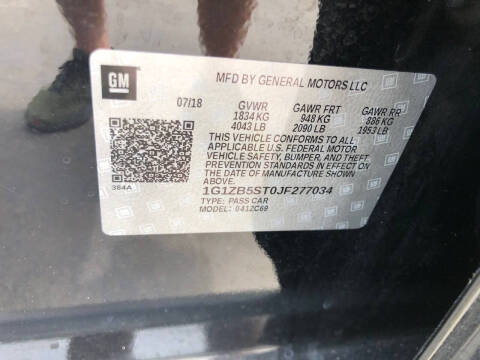 GM
MFD BY GENERAL MOTORS LLC
07/18 GVWR GAWR FRT GAWR RR
1834 KG 948 KG 886 KG
4043 LB 2090 LB 1953 LB
THIS VEHICLE CONFORMS TO ALL
APPLICABLE U.S. FEDERAL MOTOR
VEHICLE SAFETY, BUMPER, AND THEFT
PREVENTION STANDARDS IN EFFECT ON
THE DATE OF MANUFACTURE SHOWN
ABOVE.
384A
1G1ZB5ST0JF277034
TYPE: PASS CAR
MODEL: 041ZC69